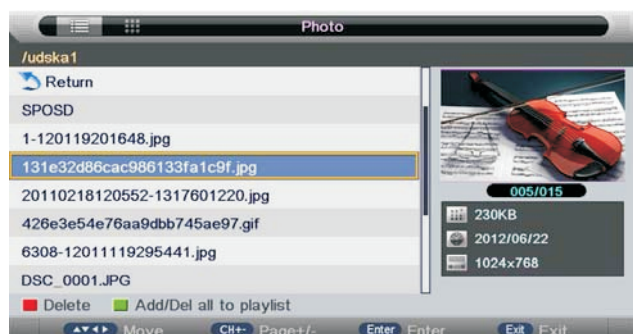 Photo
/udska1
Return
SPOSD
1-120119201648.jpg
131e32d86cac986133fa1c9f.jpg
20110218120552-1317601220.jpg
426e3e54e76aa9dbb745ae97.gif
6308-12011119295441.jpg
DSC_0001.JPG
005/015
230KB
2012/06/22
1024x768
Delete Add/Del all to playlist
Move CH+- Page+/- Enter Enter Exit Exit